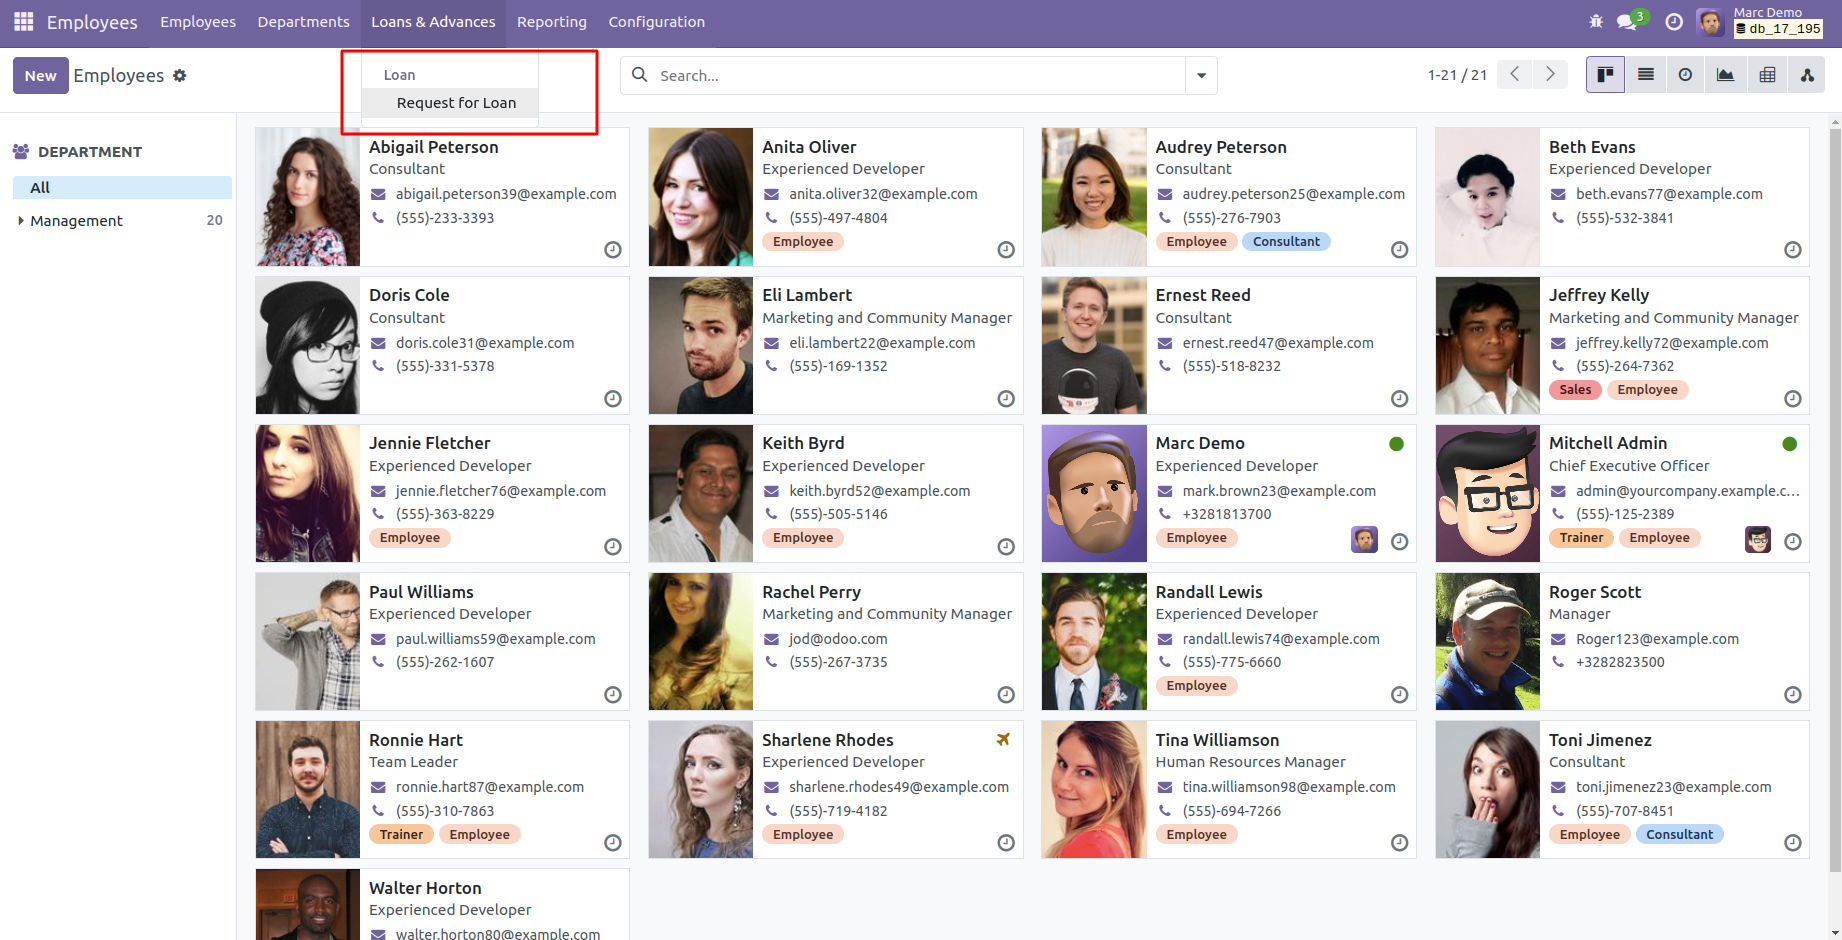 Employees
Employees
Departments
Loans & Advances
Reporting
Configuration
3
Marc Demo
db_17_195
New
Employees
Loan
Request for Loan
Search...
1-21 / 21
DEPARTMENT
All
Management 20
Abigail Peterson
Consultant
abigail.peterson39@example.com
(555)-233-3393
Anita Oliver
Experienced Developer
anita.oliver32@example.com
(555)-497-4804
Employee
Audrey Peterson
Consultant
audrey.peterson25@example.com
(555)-276-7903
Employee Consultant
Beth Evans
Experienced Developer
beth.evans77@example.com
(555)-532-3841
Doris Cole
Consultant
doris.cole31@example.com
(555)-331-5378
Eli Lambert
Marketing and Community Manager
eli.lambert22@example.com
(555)-169-1352
Ernest Reed
Consultant
ernest.reed47@example.com
(555)-518-8232
Jeffrey Kelly
Marketing and Community Manager
jeffrey.kelly72@example.com
(555)-264-7362
Sales Employee
Jennie Fletcher
Experienced Developer
jennie.fletcher76@example.com
(555)-363-8229
Employee
Keith Byrd
Experienced Developer
keith.byrd52@example.com
(555)-505-5146
Employee
Marc Demo
Experienced Developer
mark.brown23@example.com
+3281813700
Employee
Mitchell Admin
Chief Executive Officer
admin@yourcompany.example.c...
(555)-125-2389
Trainer Employee
Paul Williams
Experienced Developer
paul.williams59@example.com
(555)-262-1607
Rachel Perry
Marketing and Community Manager
jod@odoo.com
(555)-267-3735
Randall Lewis
Experienced Developer
randall.lewis74@example.com
(555)-775-6660
Employee
Roger Scott
Manager
Roger123@example.com
+3282823500
Ronnie Hart
Team Leader
ronnie.hart87@example.com
(555)-310-7863
Trainer Employee
Sharlene Rhodes
Experienced Developer
sharlene.rhodes49@example.com
(555)-719-4182
Employee
Tina Williamson
Human Resources Manager
tina.williamson98@example.com
(555)-694-7266
Employee
Toni Jimenez
Consultant
toni.jimenez23@example.com
(555)-707-8451
Employee Consultant
Walter Horton
Experienced Developer
walter.horton80@example.com